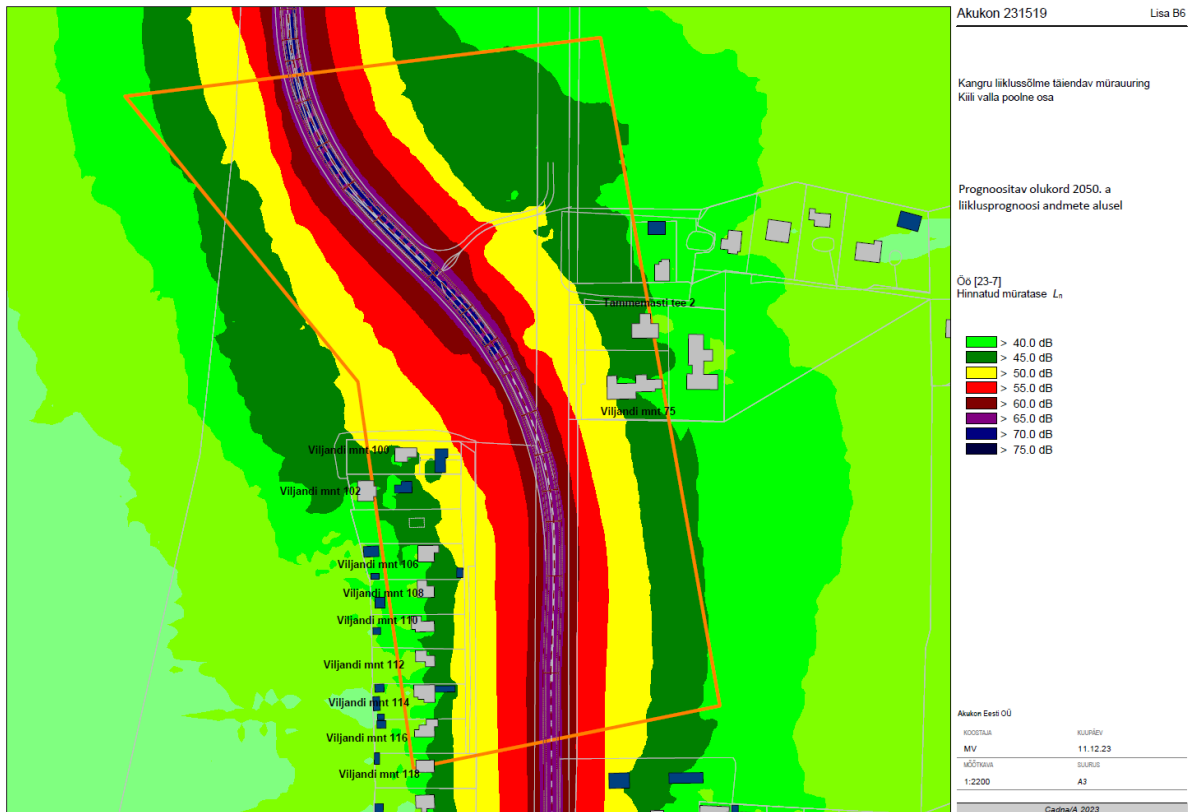 Akukon 231519
Lisa B6
Kangru liiklussõlme täiendav mürauuring
Kiili valla poolne osa
Prognoositav olukord 2050. a
liiklusprognoosi andmete alusel
Öö [23-7]
Hinnatud müratase Ln
> 40.0 dB
> 45.0 dB
> 50.0 dB
> 55.0 dB
> 60.0 dB
> 65.0 dB
> 70.0 dB
> 75.0 dB
Tammemästi tee 2
Viljandi mnt 75
Viljandi mnt 100
Viljandi mnt 102
Viljandi mnt 106
Viljandi mnt 108
Viljandi mnt 110
Viljandi mnt 112
Viljandi mnt 114
Viljandi mnt 116
Viljandi mnt 118
Akukon Eesti OÜ
KOOSTAJA
KUUPÄEV
MV
11.12.23
MÕÕTKAVA
SUURUS
1:2200
A3
CadnaA 2023